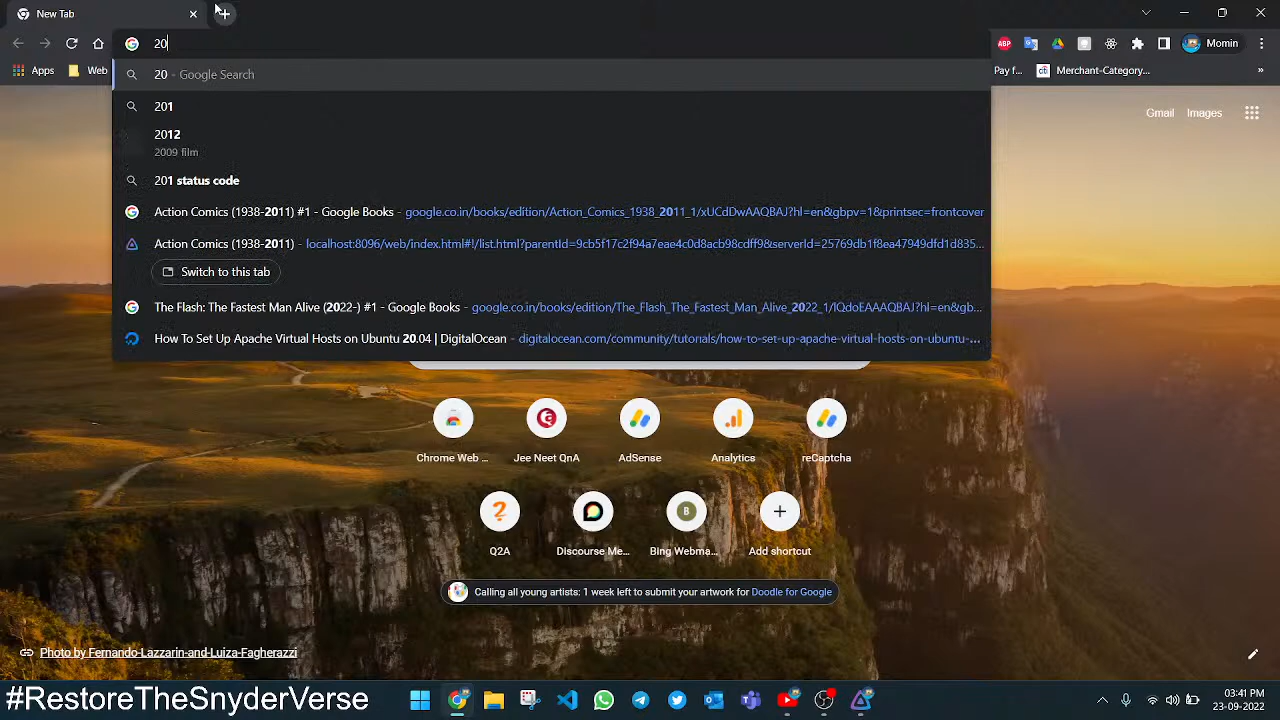 New Tab
20
Momin
Apps
Web
20 - Google Search
Pay f...
Merchant-Category...
»
201
2012
2009 film
201 status code
Action Comics (1938-2011) #1 - Google Books - google.co.in/books/edition/Action_Comics_1938_2011_1/xUCdDwAAQBAJ?hl=en&gbpv=1&printsec=frontcover
Action Comics (1938-2011) - localhost:8096/web/index.html#!/list.html?parentId=9cb5f17c2f94a7eae4c0d8acb98cdff98&serverId=25769db1f8ea47949dfd1d835...
Switch to this tab
The Flash: The Fastest Man Alive (2022-) #1 - Google Books - google.co.in/books/edition/The_Flash_The_Fastest_Man_Alive_2022_1/lQdoEAAAQBAJ?hl=en&gb...
How To Set Up Apache Virtual Hosts on Ubuntu 20.04 | DigitalOcean - digitalocean.com/community/tutorials/how-to-set-up-apache-virtual-hosts-on-ubuntu-...
Gmail
Images
ABP
citi
Chrome Web ...
Jee Neet QnA
AdSense
Analytics
reCaptcha
B
Q2A
Discourse Me...
Bing Webma...
Add shortcut
Calling all young artists: 1 week left to submit your artwork for Doodle for Google
Photo by Fernando-Lazzarin-and-Luiza-Fagherazzi
#RestoreTheSnyderVerse
3:41 PM
23-09-2022